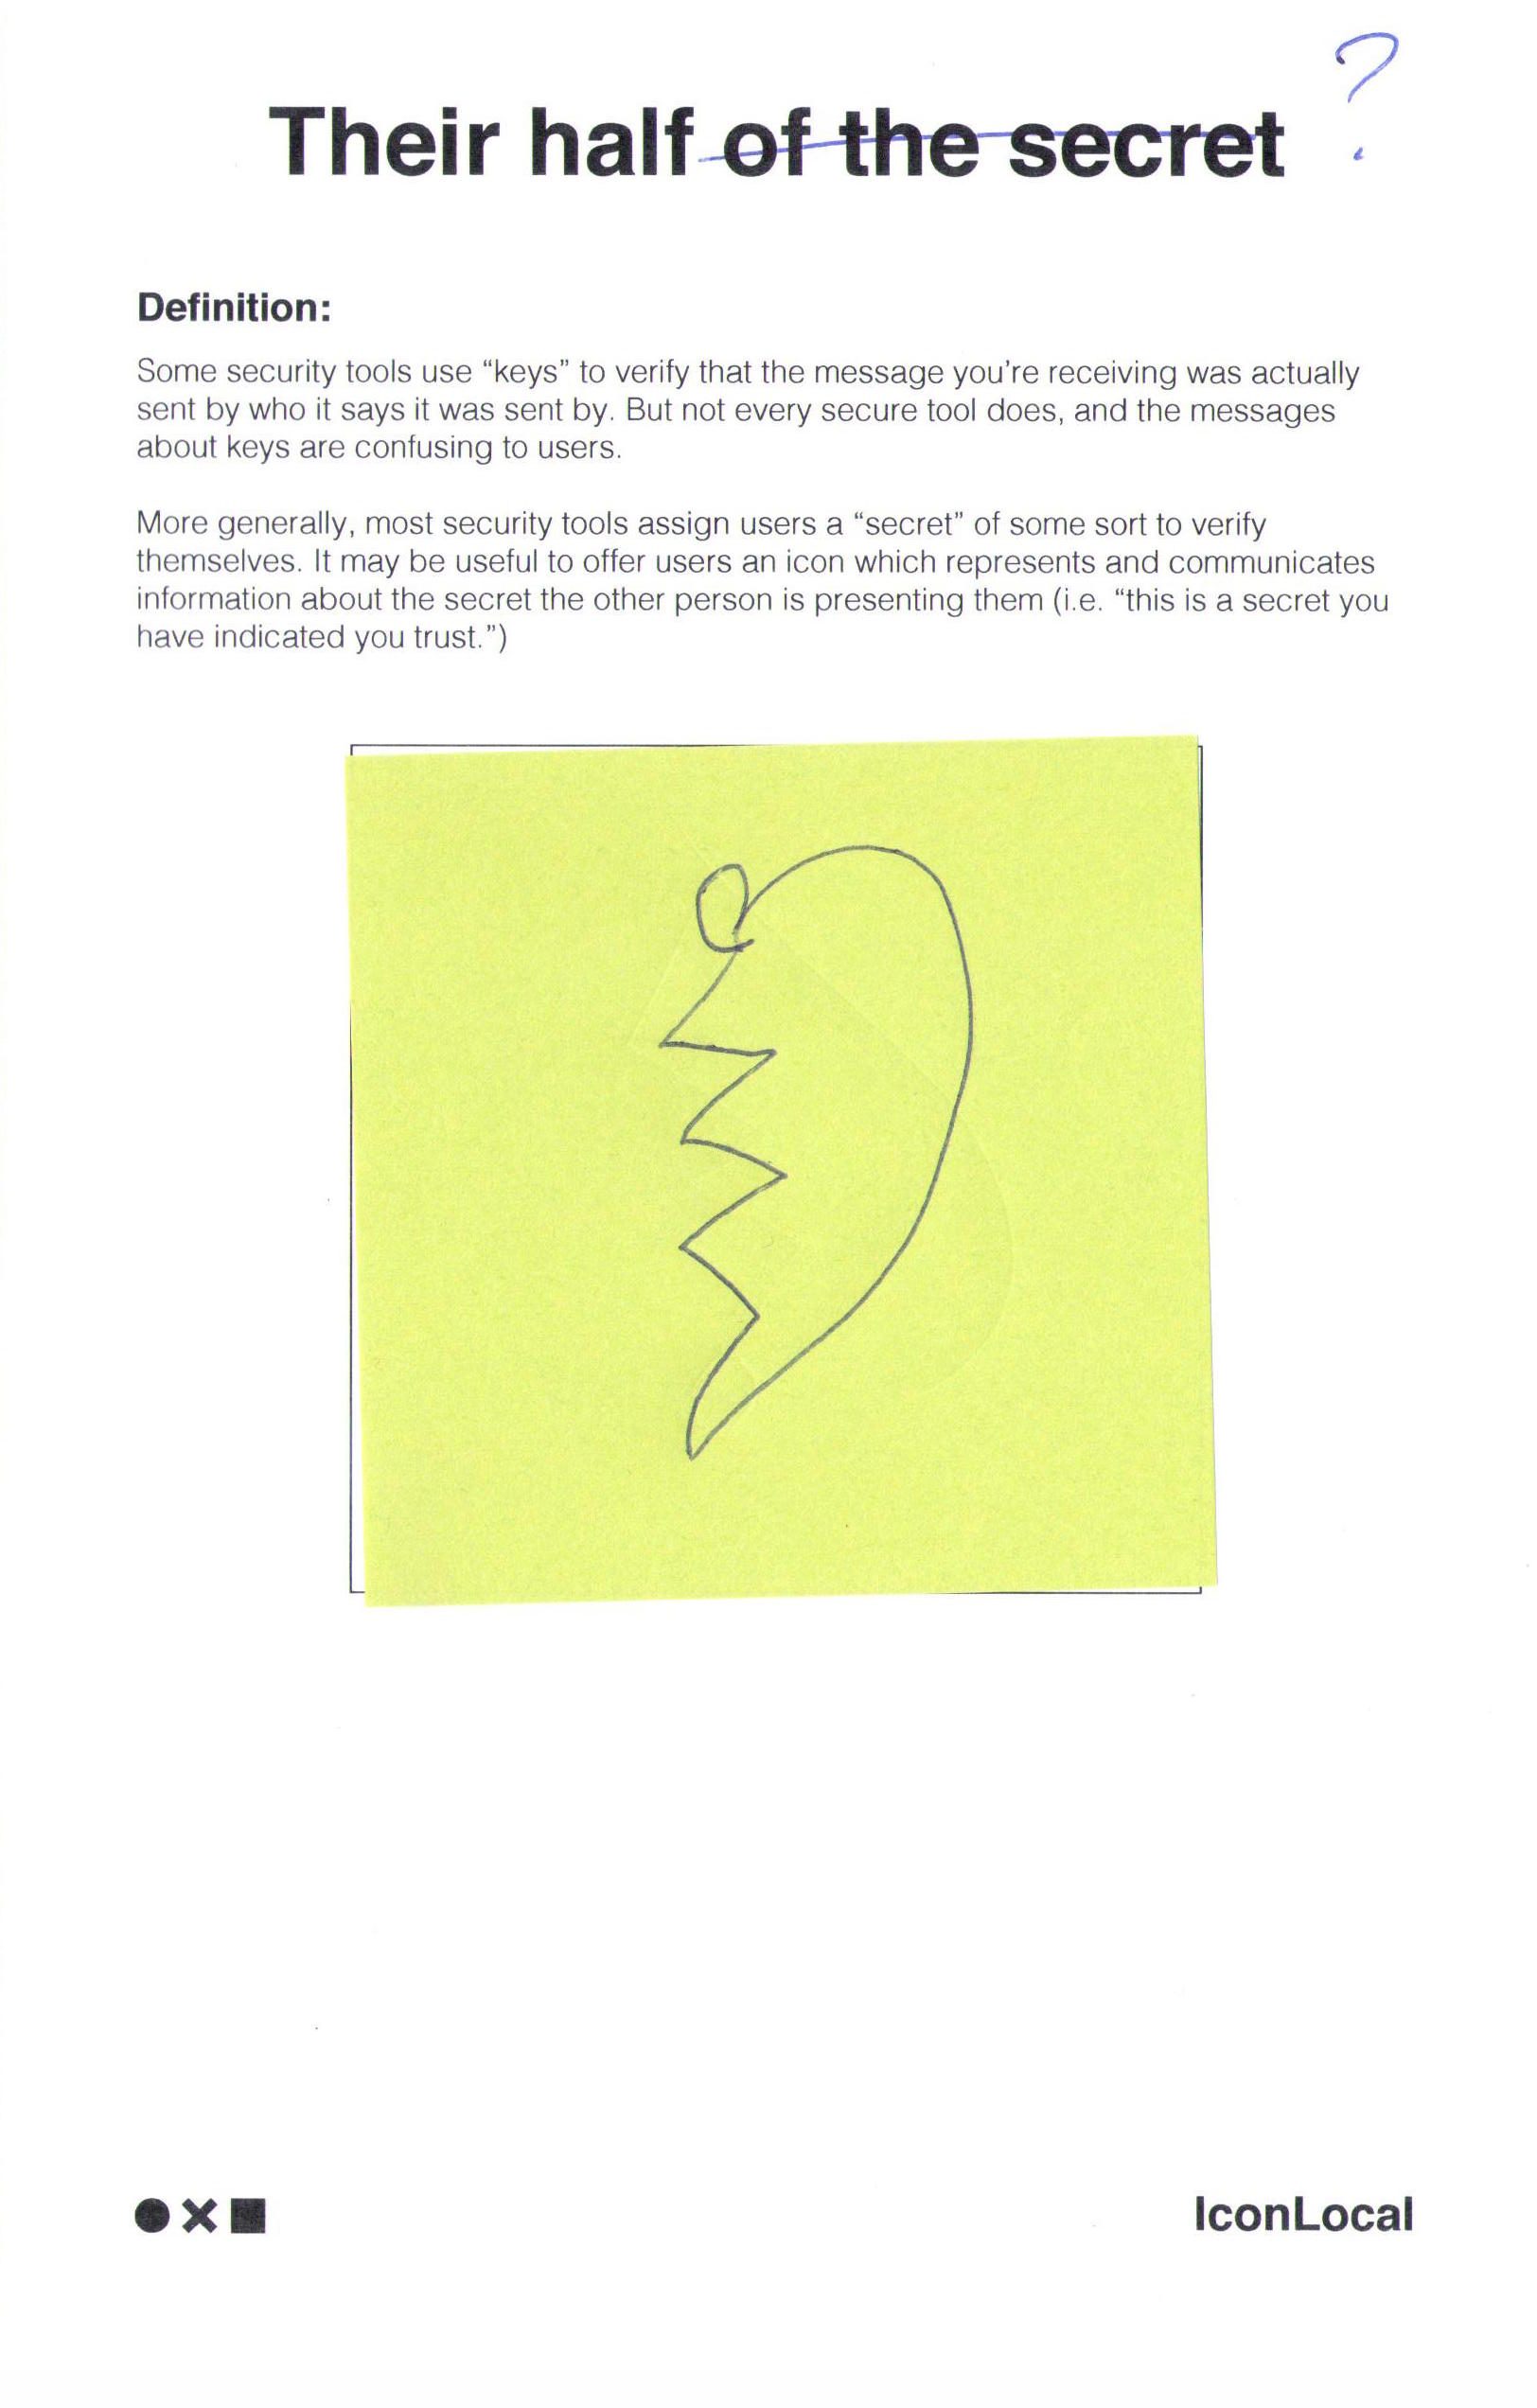 ?
Their half of the secret
Definition:
Some security tools use “keys” to verify that the message you’re receiving was actually
sent by who it says it was sent by. But not every secure tool does, and the messages
about keys are confusing to users.
More generally, most security tools assign users a “secret” of some sort to verify
themselves. It may be useful to offer users an icon which represents and communicates
information about the secret the other person is presenting them (i.e. “this is a secret you
have indicated you trust.”)
IconLocal